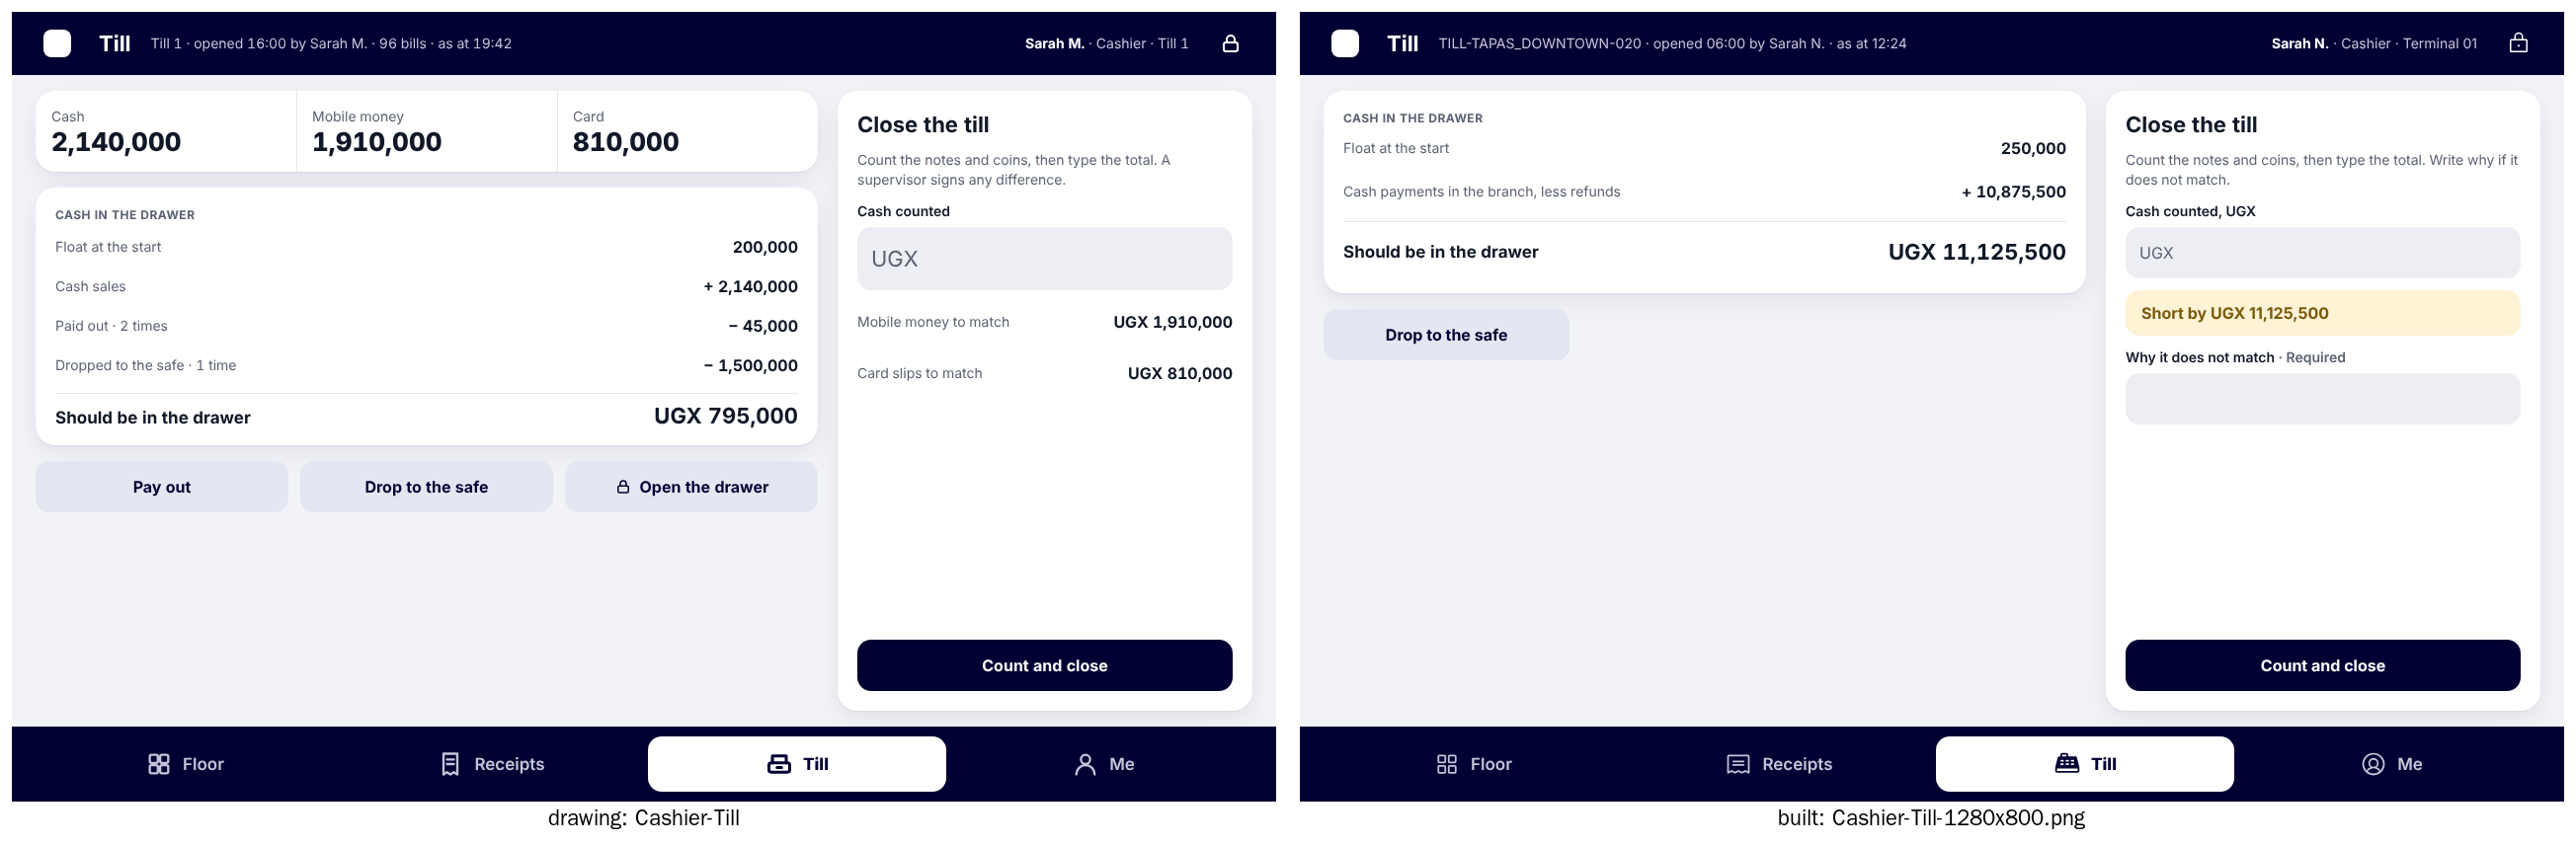 Till
Till 1 · opened 16:00 by Sarah M. · 96 bills · as at 19:42
Sarah M. · Cashier · Till 1
Cash
2,140,000
Mobile money
1,910,000
Card
810,000
CASH IN THE DRAWER
Float at the start
200,000
Cash sales
+ 2,140,000
Paid out · 2 times
− 45,000
Dropped to the safe · 1 time
− 1,500,000
Should be in the drawer
UGX 795,000
Pay out
Drop to the safe
Open the drawer
Close the till
Count the notes and coins, then type the total. A
supervisor signs any difference.
Cash counted
UGX
Mobile money to match
UGX 1,910,000
Card slips to match
UGX 810,000
Count and close
Floor
Receipts
Till
Me
drawing: Cashier-Till
Till
TILL-TAPAS_DOWNTOWN-020 · opened 06:00 by Sarah N. · as at 12:24
Sarah N. · Cashier · Terminal 01
CASH IN THE DRAWER
Float at the start
250,000
Cash payments in the branch, less refunds
+ 10,875,500
Should be in the drawer
UGX 11,125,500
Drop to the safe
Close the till
Count the notes and coins, then type the total. Write why if it
does not match.
Cash counted, UGX
UGX
Short by UGX 11,125,500
Why it does not match · Required
Count and close
Floor
Receipts
Till
Me
built: Cashier-Till-1280x800.png